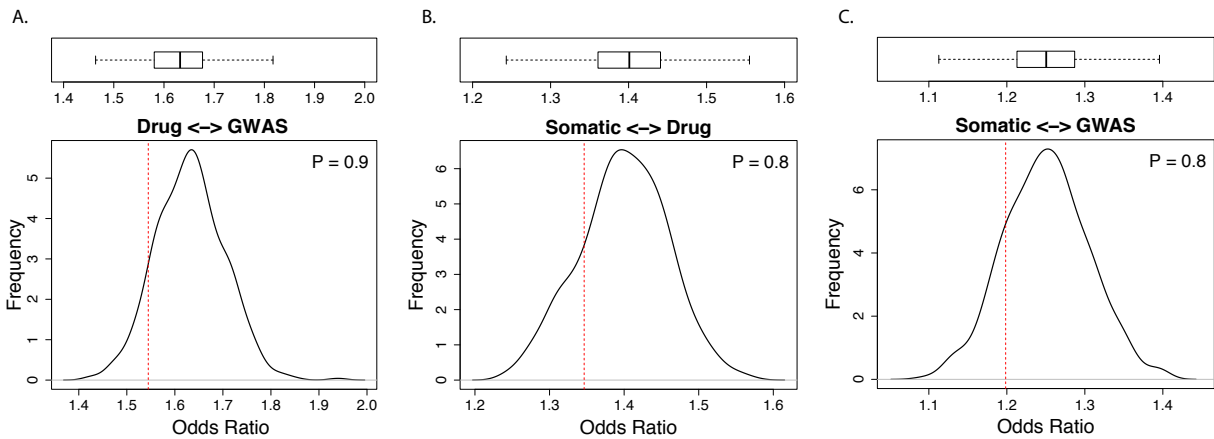 A.
1.4 1.5 1.6 1.7 1.8 1.9 2.0
Drug <-> GWAS
P = 0.9
Frequency
5
4
3
2
1
0
1.4 1.5 1.6 1.7 1.8 1.9 2.0
Odds Ratio
B.
1.2 1.3 1.4 1.5 1.6
Somatic <-> Drug
P = 0.8
Frequency
6
5
4
3
2
1
0
1.2 1.3 1.4 1.5 1.6
Odds Ratio
C.
1.1 1.2 1.3 1.4
Somatic <-> GWAS
P = 0.8
Frequency
6
4
2
0
1.1 1.2 1.3 1.4
Odds Ratio